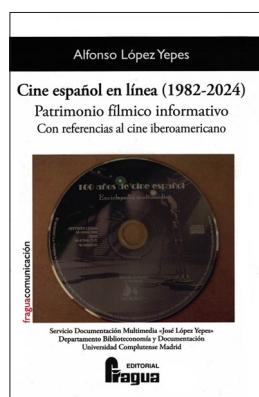 Alfonso López Yepes
Cine español en línea (1982-2024)
Patrimonio fílmico informativo
Con referencias al cine iberoamericano
100 años de cine español
Enciclopedia multimedia
fraguacomunicación
Servicio Documentación Multimedia «José López Yepes»
Departamento Biblioteconomía y Documentación
Universidad Complutense Madrid
EDITORIAL
Fragua